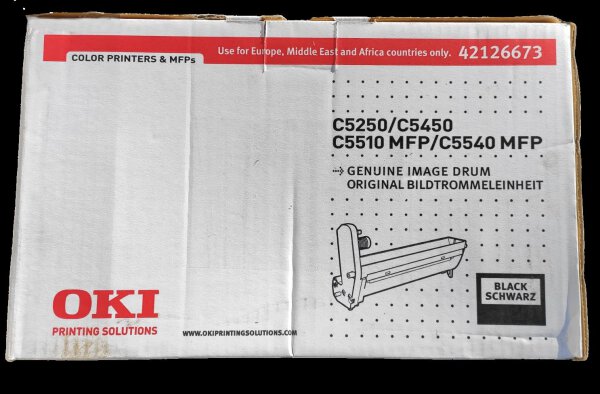 COLOR PRINTERS & MFPs
Use for Europe, Middle East and Africa countries only. 42126673
C5250/C5450
C5510 MFP/C5540 MFP
GENUINE IMAGE DRUM
ORIGINAL BILDTROMMELEINHEIT
BLACK
SCHWARZ
OKI
PRINTING SOLUTIONS
WWW.OKIPRINTINGSOLUTIONS.COM